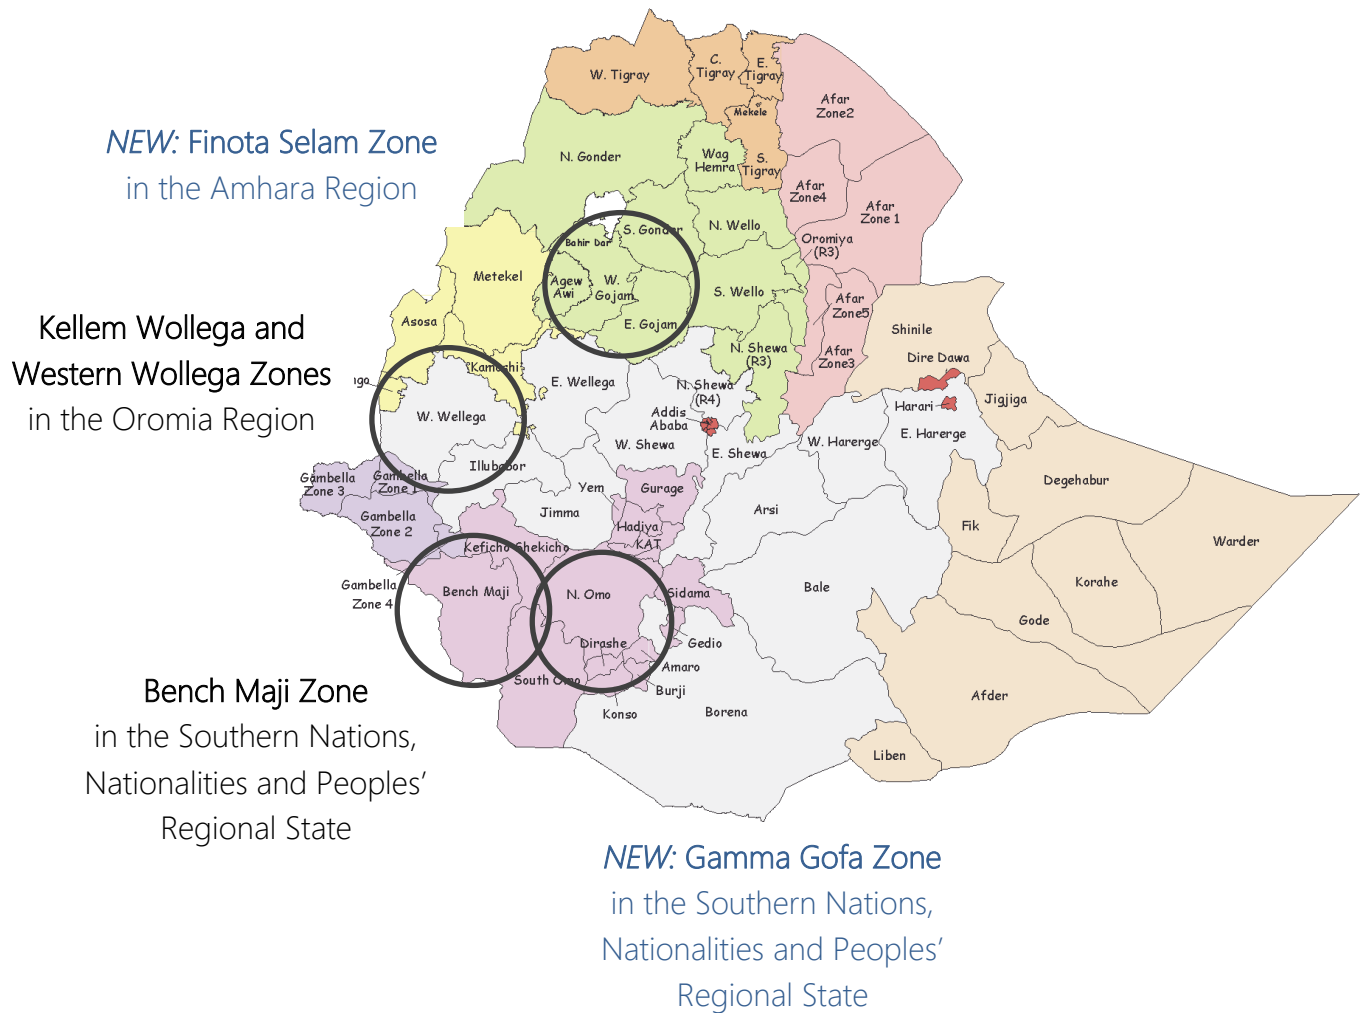 W. Tigray
C.
Tigray
E.
Tigray
Mekele
S.
Tigray
Afar
Zone2
NEW: Finota Selam Zone
in the Amhara Region
N. Gonder
Wag
Hemra
Afar
Zone4
Afar
Zone 1
S. Gonder
N. Wello
Oromiya
(R3)
Bahir Dar
Metekel
Agew
Awi
W.
Gojam
S. Wello
Afar
Zone5
Asosa
E. Gojam
Shinile
Kellem Wollega and
Western Wollega Zones
in the Oromia Region
Kamashi
N. Shewa
(R3)
Afar
Zone3
Dire Dawa
E. Wellega
N. Shewa
(R4)
Harari
Jigjiga
W. Wellega
Addis
Ababa
W. Shewa
E. Shewa
W. Harerge
E. Harerge
Illubabor
Gambella
Zone 3
Gambella
Zone 1
Yem
Gurage
Degehabur
Gambella
Zone 2
Jimma
Hadiya
KAT
Arsi
Fik
Warder
Keficho Shekicho
Gambella
Zone 4
Bench Maji
N. Omo
Sidama
Bale
Korahe
Gode
Dirashe
Gedio
Amaro
Burji
South Omo
Konso
Borena
Afder
Liben
Bench Maji Zone
in the Southern Nations,
Nationalities and Peoples’
Regional State
NEW: Gamma Gofa Zone
in the Southern Nations,
Nationalities and Peoples’
Regional State